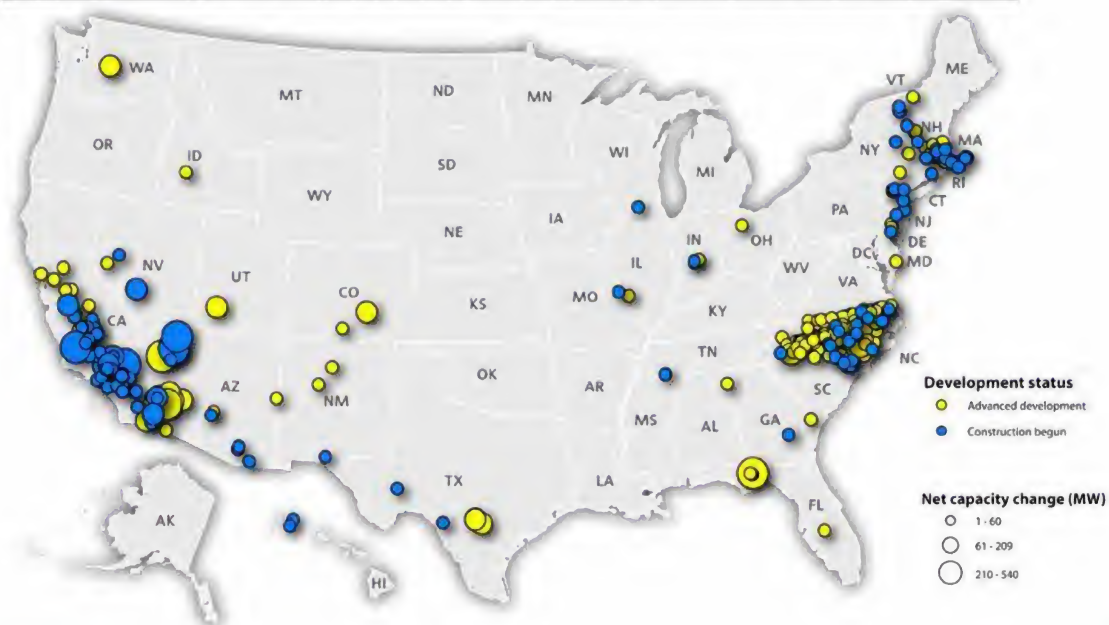 WA
MT
ND
MN
VT
ME
NH
OR
ID
SD
WI
MI
NY
MA
RI
WY
IA
PA
CT
NJ
NE
IN
OH
DC
DE
MD
NV
UT
CO
IL
WV
VA
CA
KS
MO
KY
TN
NC
AZ
NM
OK
AR
SC
MS
AL
GA
TX
LA
FL
AK
HI
Development status
Advanced development
Construction begun
Net capacity change (MW)
1 - 60
61 - 209
210 - 540